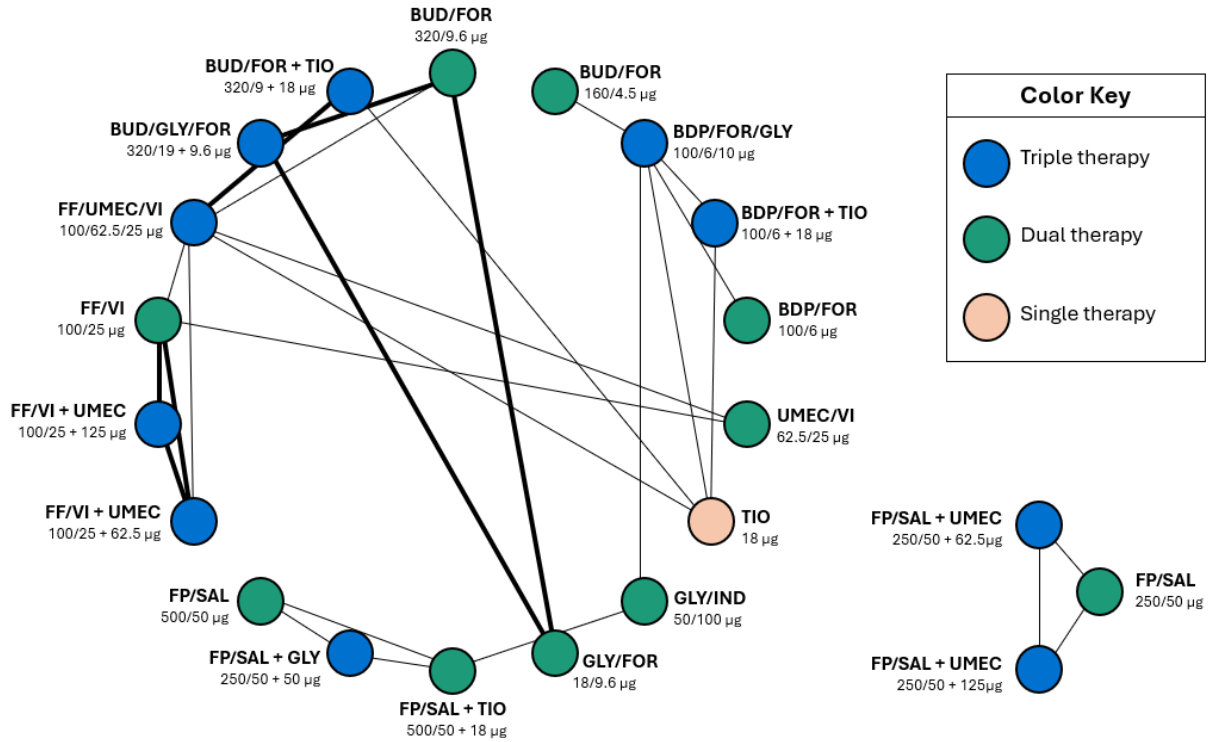 BUD/FOR
320/9.6 µg
BUD/FOR + TIO
320/9 + 18 µg
BUD/GLY/FOR
320/19 + 9.6 µg
FF/UMEC/VI
100/62.5/25 µg
FF/VI
100/25 µg
FF/VI + UMEC
100/25 + 125 µg
FF/VI + UMEC
100/25 + 62.5 µg
FP/SAL
500/50 µg
FP/SAL + GLY
250/50 + 50 µg
FP/SAL + TIO
500/50 + 18 µg
GLY/FOR
18/9.6 µg
GLY/IND
50/100 µg
TIO
18 µg
UMEC/VI
62.5/25 µg
BDP/FOR
100/6 µg
BDP/FOR + TIO
100/6 + 18 µg
BDP/FOR/GLY
100/6/10 µg
BUD/FOR
160/4.5 µg
Color Key
Triple therapy
Dual therapy
Single therapy
FP/SAL + UMEC
250/50 + 62.5µg
FP/SAL
250/50 µg
FP/SAL + UMEC
250/50 + 125µg